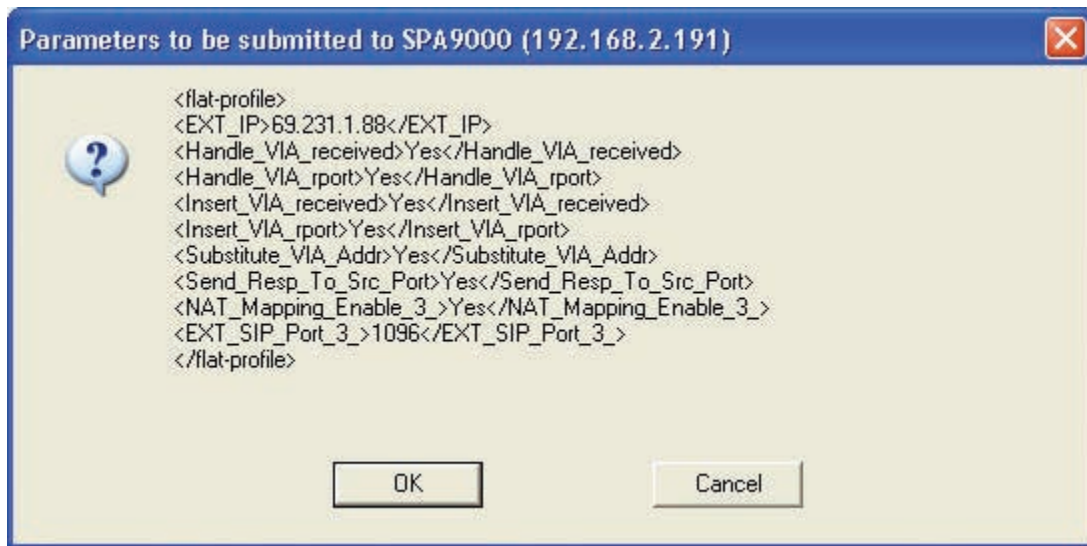 Parameters to be submitted to SPA9000 (192.168.2.191)
<flat-profile>
<EXT_IP>69.231.1.88</EXT_IP>
<Handle_VIA_received>Yes</Handle_VIA_received>
<Handle_VIA_rport>Yes</Handle_VIA_rport>
<Insert_VIA_received>Yes</Insert_VIA_received>
<Insert_VIA_rport>Yes</Insert_VIA_rport>
<Substitute_VIA_Addr>Yes</Substitute_VIA_Addr>
<Send_Resp_To_Src_Port>Yes</Send_Resp_To_Src_Port>
<NAT_Mapping_Enable_3_>Yes</NAT_Mapping_Enable_3_>
<EXT_SIP_Port_3_>1096</EXT_SIP_Port_3_>
</flat-profile>
OK
Cancel